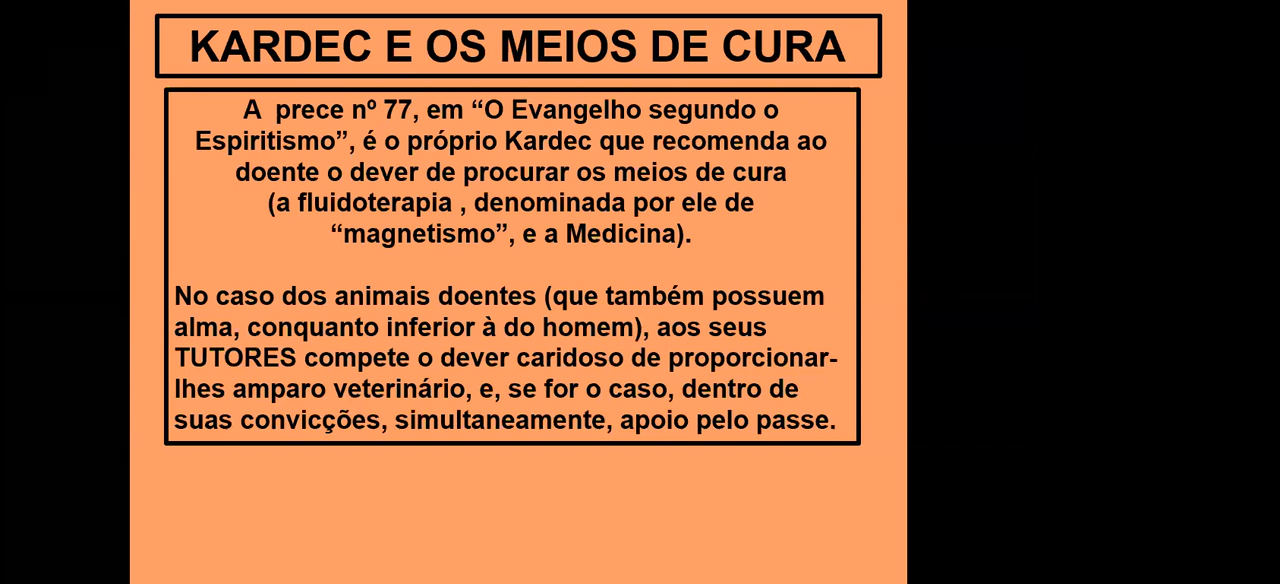 KARDEC E OS MEIOS DE CURA
A  prece nº 77, em “O Evangelho segundo o
Espiritismo”, é o próprio Kardec que recomenda ao
doente o dever de procurar os meios de cura
(a fluidoterapia , denominada por ele de
“magnetismo”, e a Medicina).
No caso dos animais doentes (que também possuem
alma, conquanto inferior à do homem), aos seus
TUTORES compete o dever caridoso de proporcionar-
lhes amparo veterinário, e, se for o caso, dentro de
suas convicções, simultaneamente, apoio pelo passe.